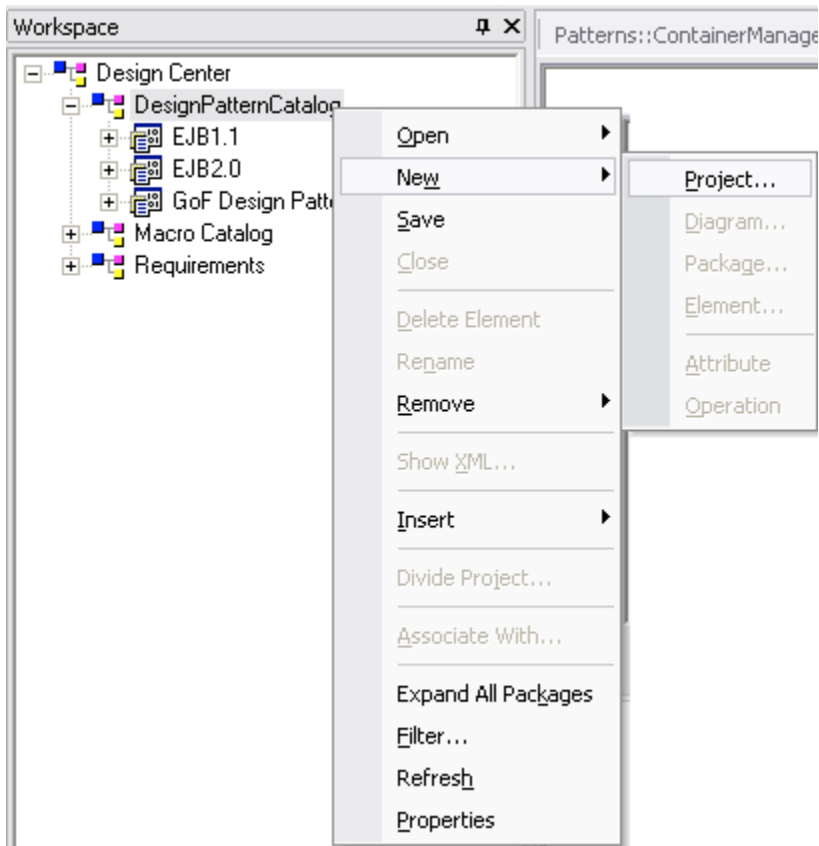 Workspace
Patterns::ContainerManage
Design Center
DesignPatternCatalog
EJB1.1
EJB2.0
GoF Design Patte
Macro Catalog
Requirements
Open
New
Save
Close
Delete Element
Rename
Remove
Show XML...
Insert
Divide Project...
Associate With...
Expand All Packages
Filter...
Refresh
Properties
Project...
Diagram...
Package...
Element...
Attribute
Operation